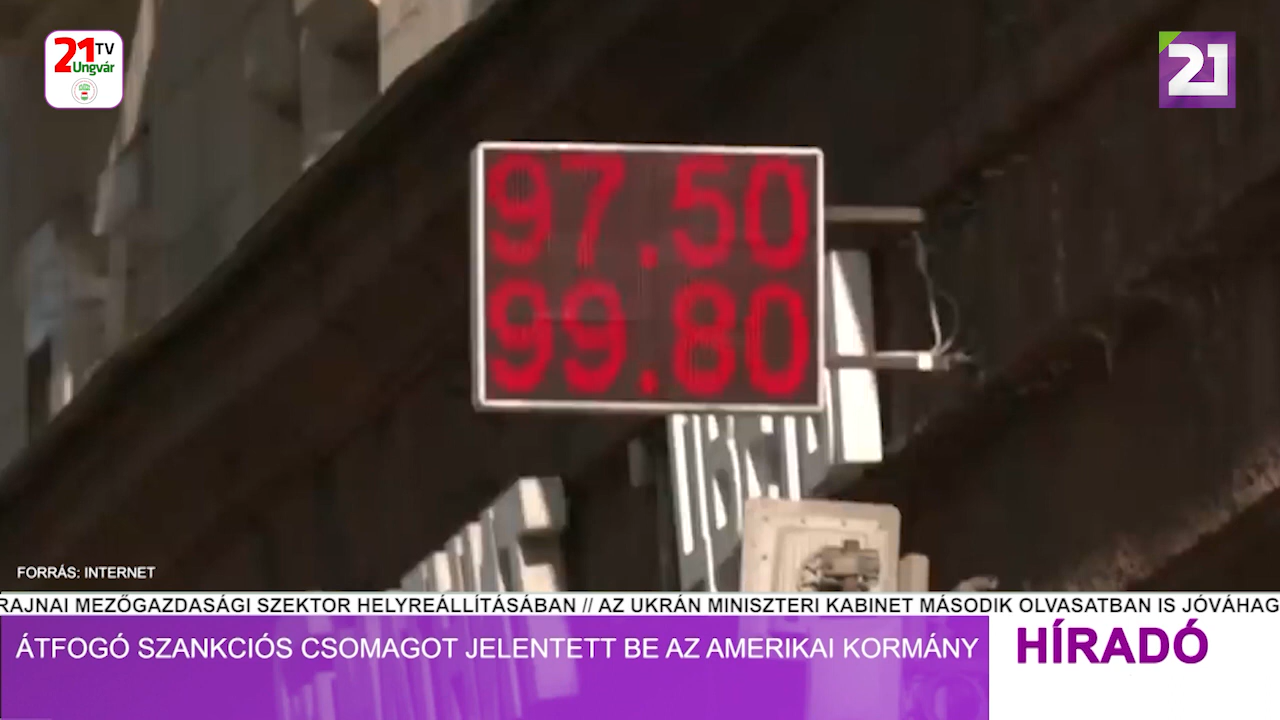 21 TV
Ungvár
21
97.50
99.80
FORRÁS: INTERNET
RAJNAI MEZŐGAZDASÁGI SZEKTOR HELYREÁLLÍTÁSÁBAN // AZ UKRÁN MINISZTERI KABINET MÁSODIK OLVASATBAN IS JÓVÁHAG
ÁTFOGÓ SZANKCIÓS CSOMAGOT JELENTETT BE AZ AMERIKAI KORMÁNY
HÍRADÓ